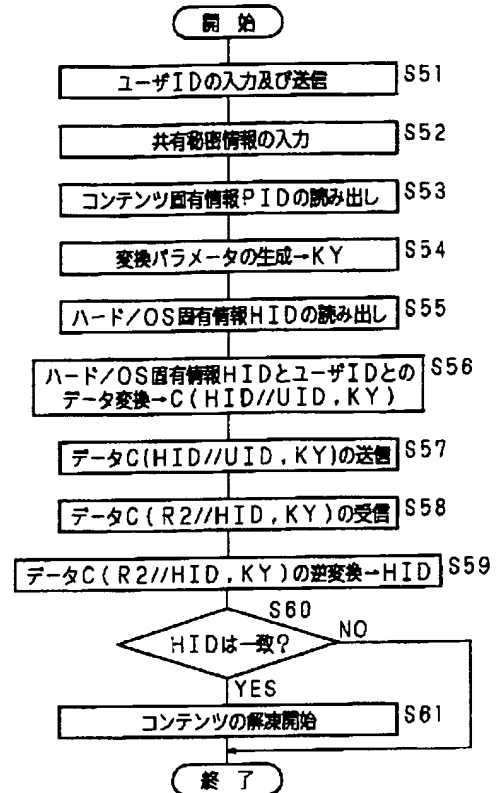 開 始
ユーザIDの入力及び送信 S51
共有秘密情報の入力 S52
コンテンツ固有情報PIDの読み出し S53
変換パラメータの生成→KY S54
ハード/OS固有情報HIDの読み出し S55
ハード/OS固有情報HIDとユーザIDとの S56
データ変換→C(HID//UID,KY)
データC(HID//UID,KY)の送信 S57
データC(R2//HID,KY)の受信 S58
データC(R2//HID,KY)の逆変換→HID S59
S60
HIDは一致? NO
YES
コンテンツの解凍開始 S61
終 了